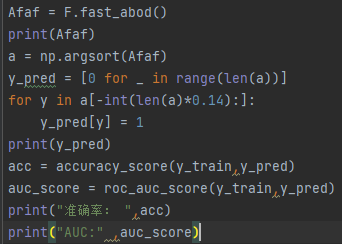 Afaf = F.fast_abod()
print(Afaf)
a = np.argsort(Afaf)
y_pred = [0 for _ in range(len(a))]
for y in a[-int(len(a)*0.14):]:
    y_pred[y] = 1
print(y_pred)
acc = accuracy_score(y_train,y_pred)
auc_score = roc_auc_score(y_train,y_pred)
print("准确率： ",acc)
print("AUC:" ,auc_score)